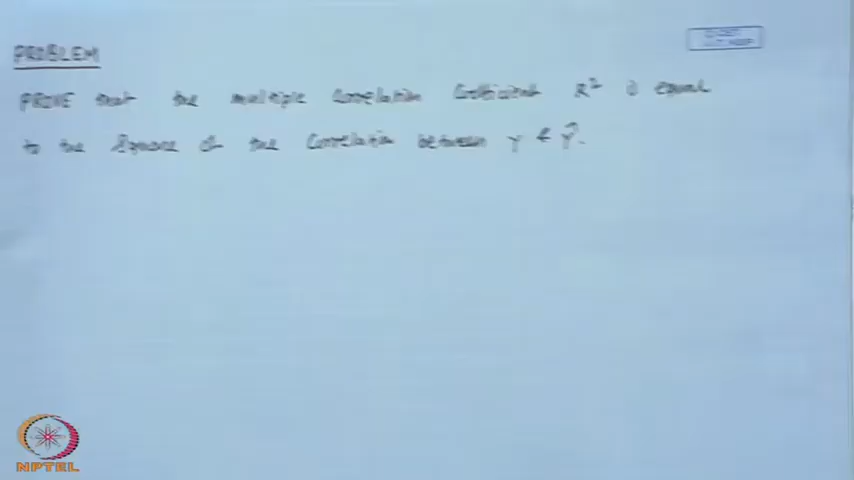 PROBLEM
PROVE that the multiple Correlation Coefficient R² is equal
to the Square of the Correlation between Y & Ŷ.
NPTEL